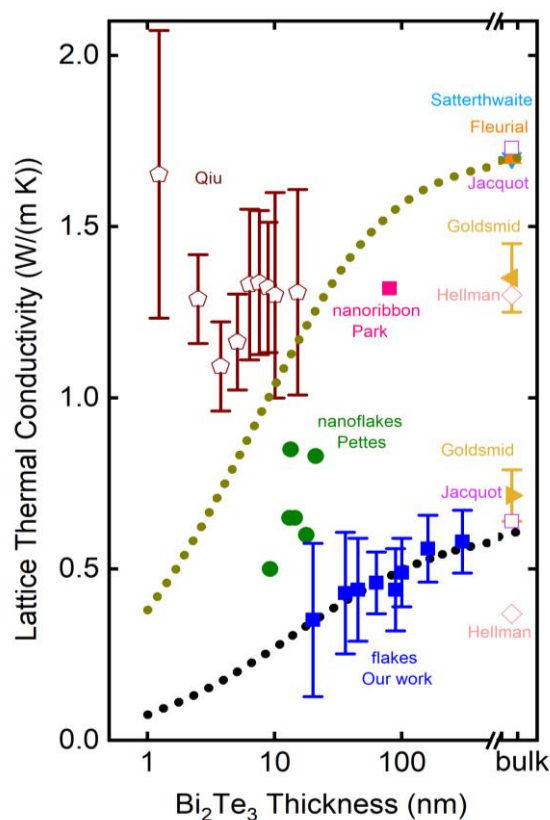 2.0
Satterthwaite
Fleurial
Qiu
Jacquot
1.5
Goldsmid
nanoribbon
Park
Hellman
1.0
nanoflakes
Pettes
Goldsmid
Jacquot
0.5
flakes
Our work
Hellman
0.0
1
10
100
bulk
Lattice Thermal Conductivity (W/(m K))
Bi₂Te₃ Thickness (nm)